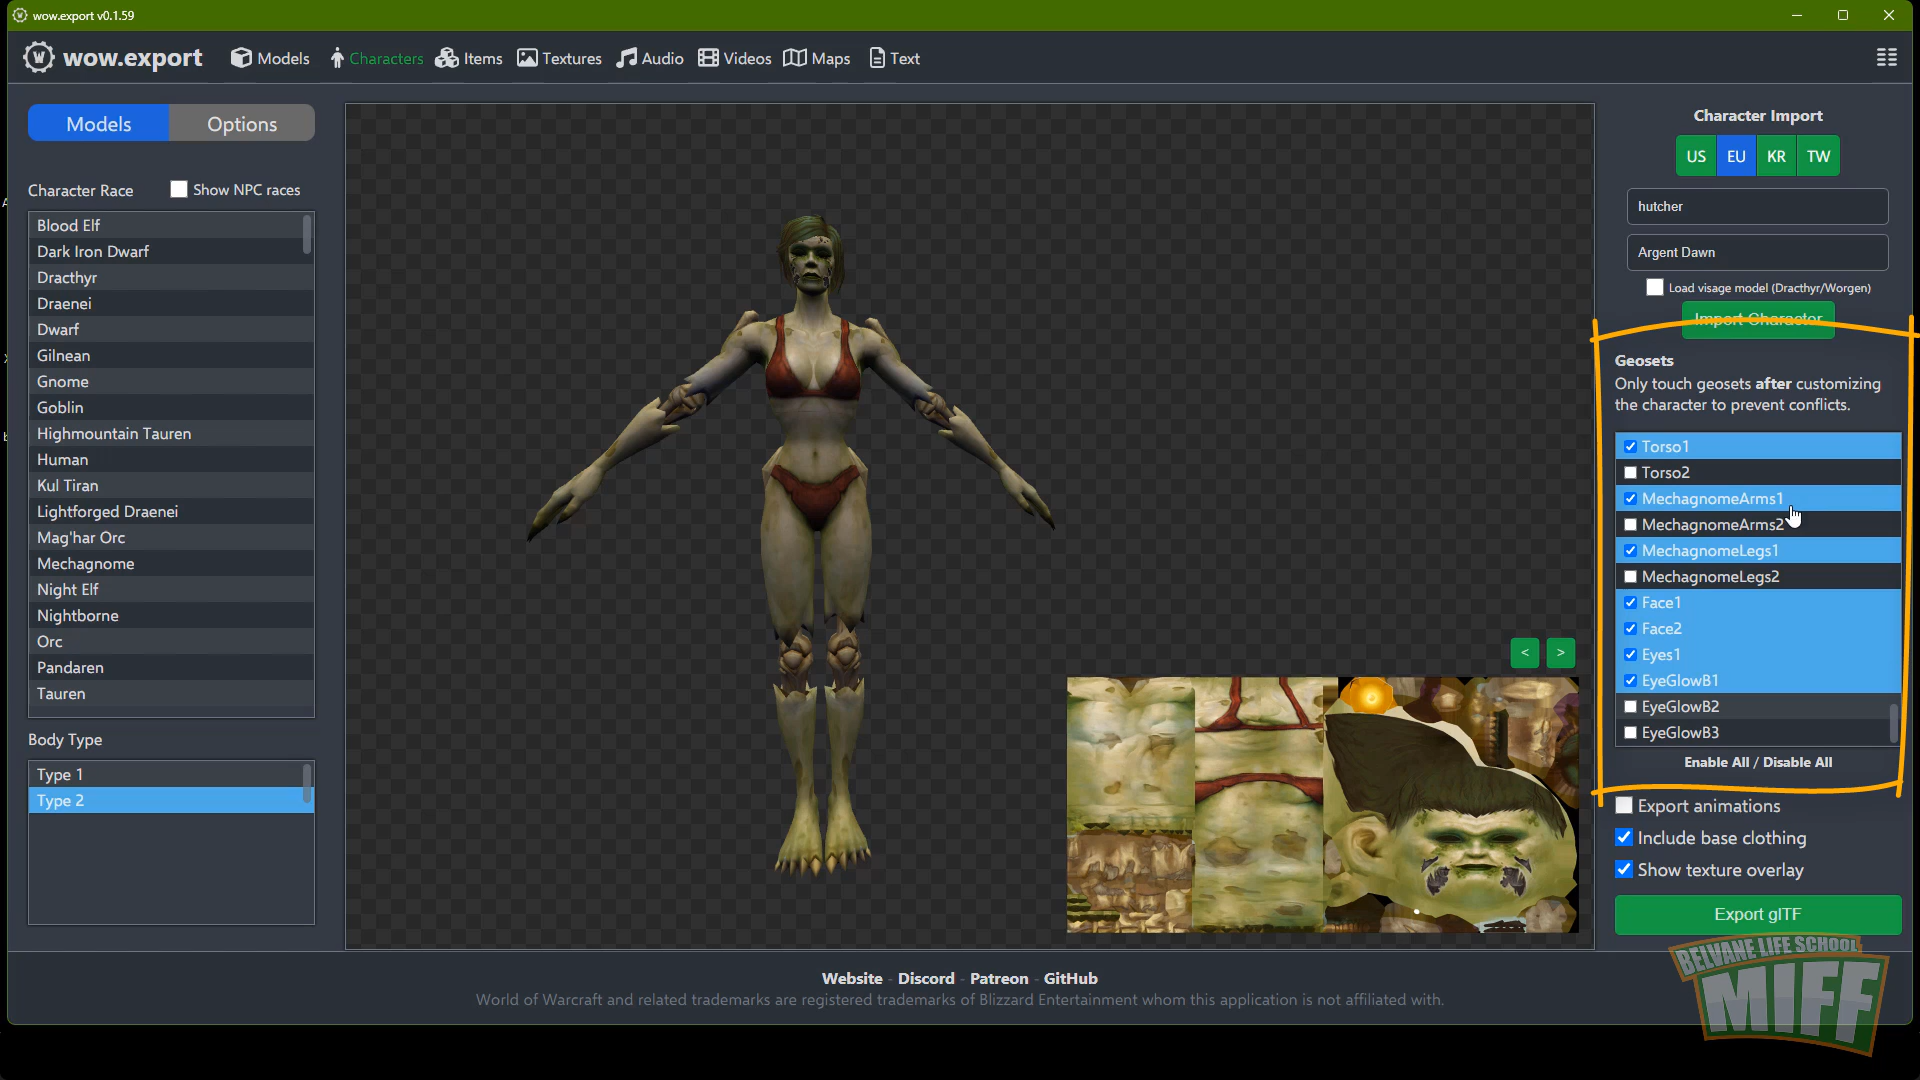 wow.export v0.1.59
wow.export Models Characters Items Textures Audio Videos Maps Text
Models Options
Character Race Show NPC races
Blood Elf
Dark Iron Dwarf
Dracthyr
Draenei
Dwarf
Gilnean
Gnome
Goblin
Highmountain Tauren
Human
Kul Tiran
Lightforged Draenei
Mag'har Orc
Mechagnome
Night Elf
Nightborne
Orc
Pandaren
Tauren
Body Type
Type 1
Type 2
< >
Character Import
US EU KR TW
hutcher
Argent Dawn
Load visage model (Dracthyr/Worgen)
Import Character
Geosets
Only touch geosets after customizing
the character to prevent conflicts.
Torso1
Torso2
MechagnomeArms1
MechagnomeArms2
MechagnomeLegs1
MechagnomeLegs2
Face1
Face2
Eyes1
EyeGlowB1
EyeGlowB2
EyeGlowB3
Enable All / Disable All
Export animations
Include base clothing
Show texture overlay
Export glTF
Website - Discord - Patreon - GitHub
World of Warcraft and related trademarks are registered trademarks of Blizzard Entertainment whom this application is not affiliated with.
BELVANE LIFE SCHOOL
MIFF